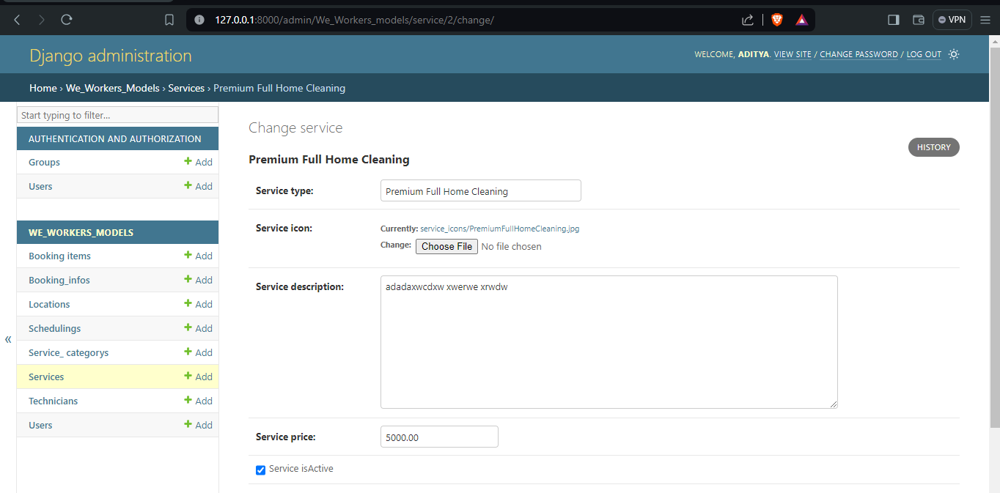 127.0.0.1:8000/admin/We_Workers_models/service/2/change/
VPN
Django administration
WELCOME, ADITYA. VIEW SITE / CHANGE PASSWORD / LOG OUT
Home › We_Workers_Models › Services › Premium Full Home Cleaning
Start typing to filter...
AUTHENTICATION AND AUTHORIZATION
Groups + Add
Users + Add
WE_WORKERS_MODELS
Booking items + Add
Booking_infos + Add
Locations + Add
Schedulings + Add
Service_ categorys + Add
Services + Add
Technicians + Add
Users + Add
«
Change service
HISTORY
Premium Full Home Cleaning
Service type: Premium Full Home Cleaning
Service icon: Currently: service_icons/PremiumFullHomeCleaning.jpg
Change: Choose File No file chosen
Service description: adadaxwcdxw xwerwe xrwdw
Service price: 5000.00
Service isActive